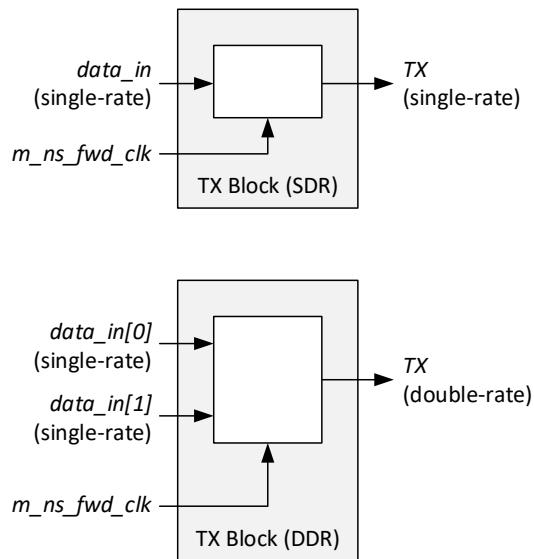 data_in
(single-rate)
TX
(single-rate)
m_ns_fwd_clk
TX Block (SDR)
data_in[0]
(single-rate)
TX
(double-rate)
data_in[1]
(single-rate)
m_ns_fwd_clk
TX Block (DDR)